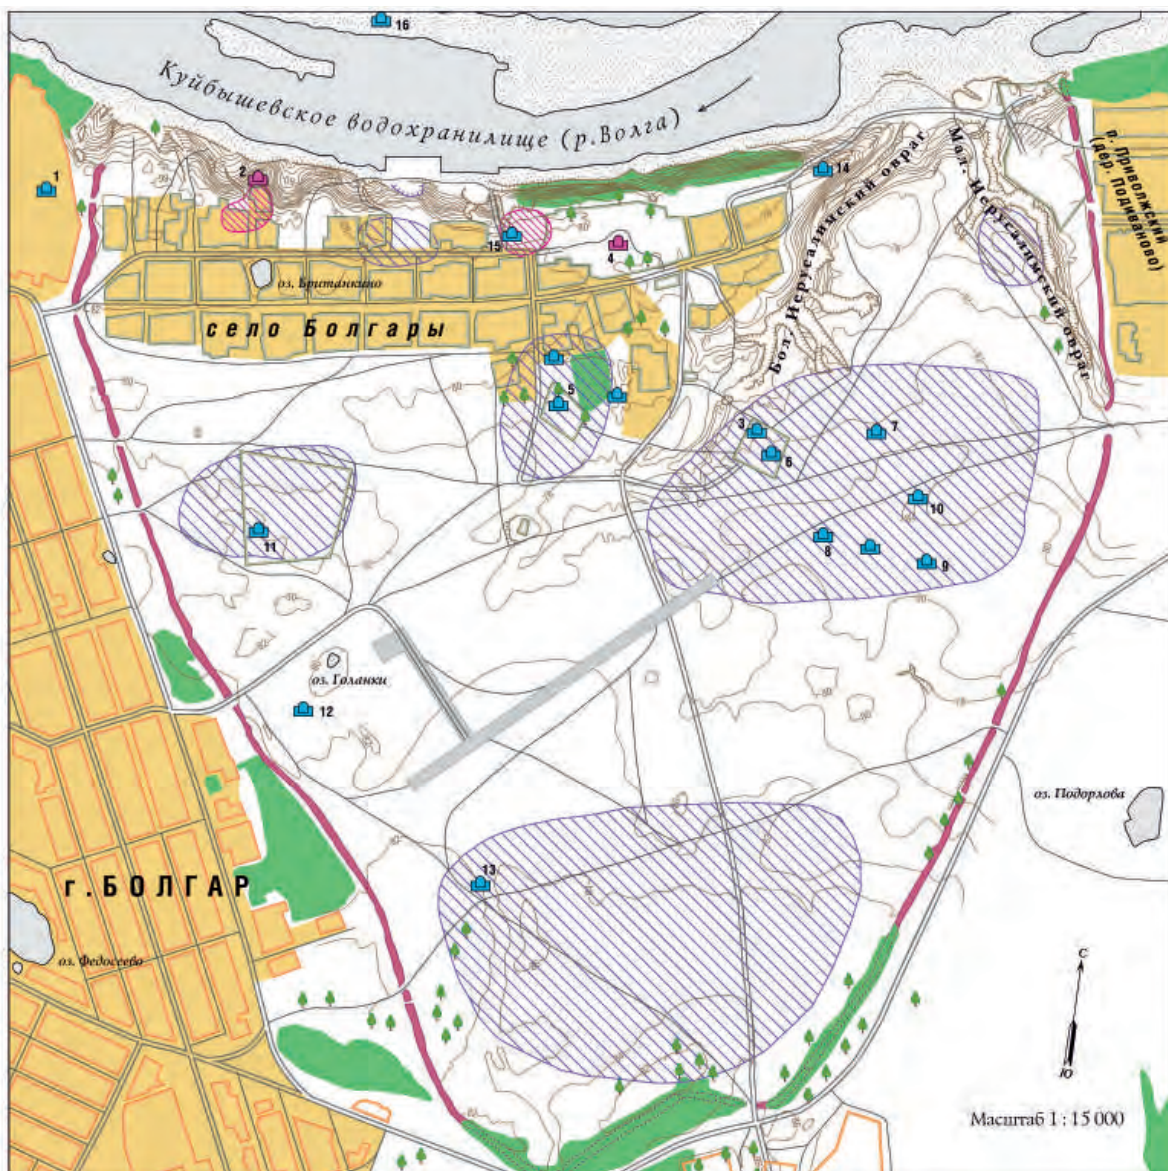 16
Куйбышевское водохранилище (р.Волга)
1
2
14
15
4
Бол. Иерусалимский овраг
Мал. Иерусалимский овраг
п. Приволжский
(дер. Подиваново)
оз. Британкино
село Болгары
5
3
6
7
10
8
9
11
оз. Голанки
12
оз. Подорлова
13
г. БОЛГАР
оз. Федосеево
С
Ю
Масштаб 1 : 15 000